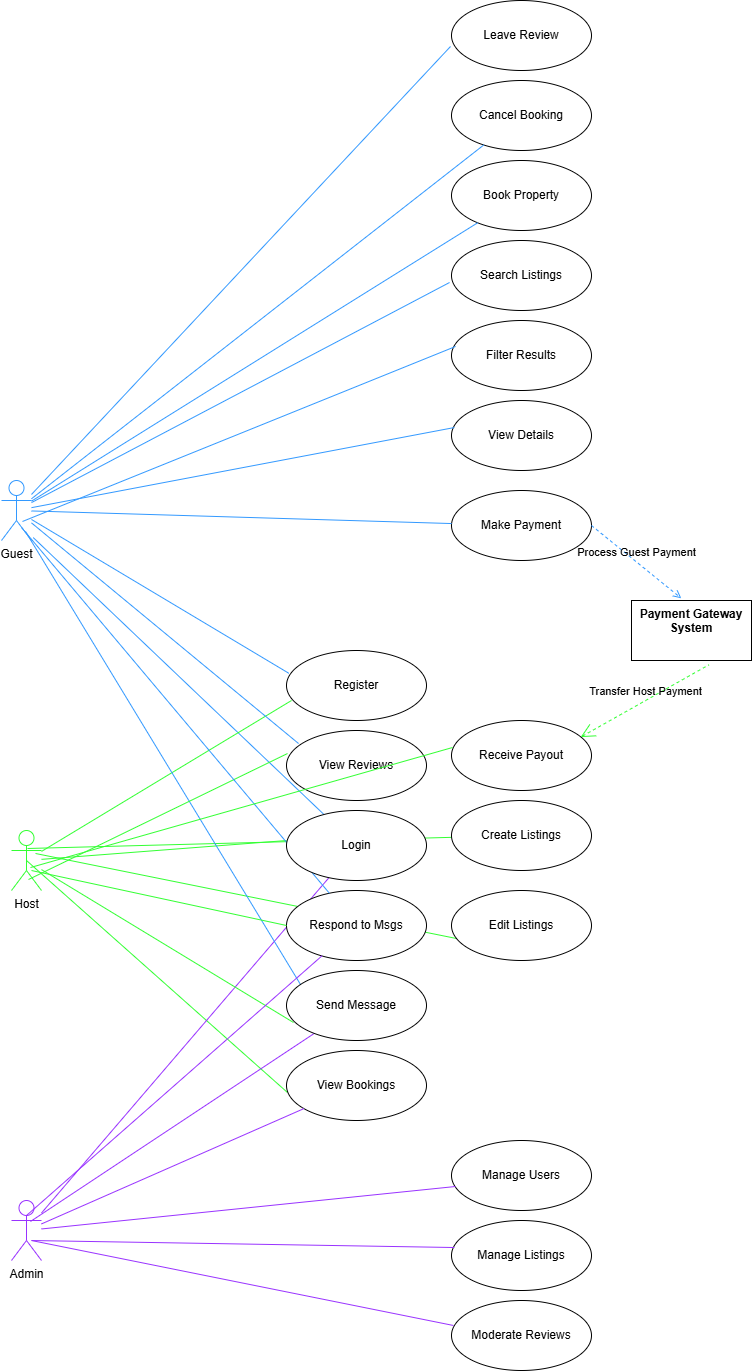 Leave Review
Cancel Booking
Book Property
Search Listings
Filter Results
View Details
Make Payment
Guest
Process Guest Payment
Payment Gateway
System
Register
Transfer Host Payment
View Reviews
Receive Payout
Login
Create Listings
Host
Respond to Msgs
Edit Listings
Send Message
View Bookings
Manage Users
Manage Listings
Admin
Moderate Reviews